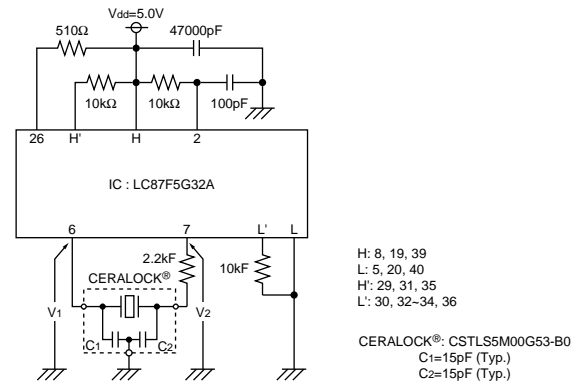 Vdd=5.0V
510Ω
47000pF
10kΩ
10kΩ
100pF
26
H'
H
2
IC : LC87F5G32A
6
7
L'
L
2.2kF
10kF
CERALOCK®
V1
V2
C1
C2
H: 8, 19, 39
L: 5, 20, 40
H': 29, 31, 35
L': 30, 32~34, 36
CERALOCK®: CSTLS5M00G53-B0
C1=15pF (Typ.)
C2=15pF (Typ.)